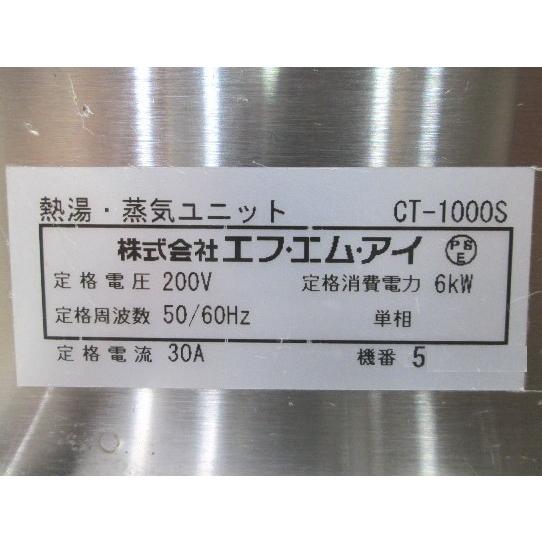 熱湯・蒸気ユニット CT-1000S
株式会社エフ・エム・アイ PSE
定格電圧 200V 定格消費電力 6kW
定格周波数 50/60Hz 単相
定格電流 30A 機番 5